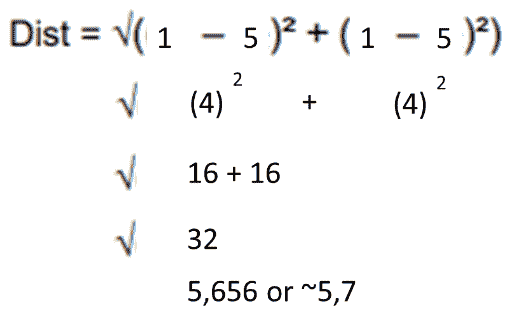 Dist = √( 1 − 5 )² + ( 1 − 5 )²)
√ (4)² + (4)²
√ 16 + 16
√ 32
5,656 or ~5,7